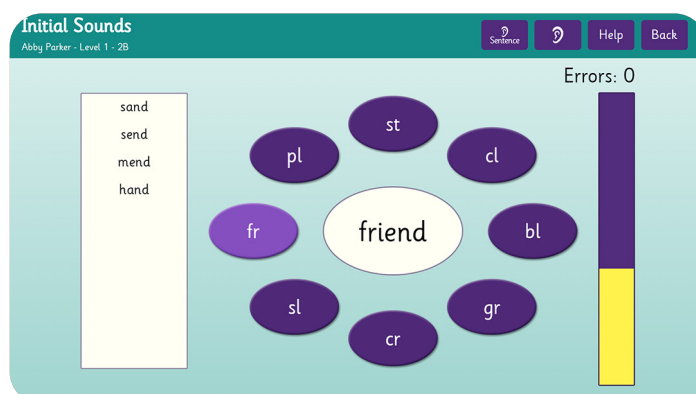 Initial Sounds
Abby Parker - Level 1 - 2B
Sentence
Help
Back
Errors: 0
sand
send
mend
hand
st
pl
cl
fr
friend
bl
sl
gr
cr